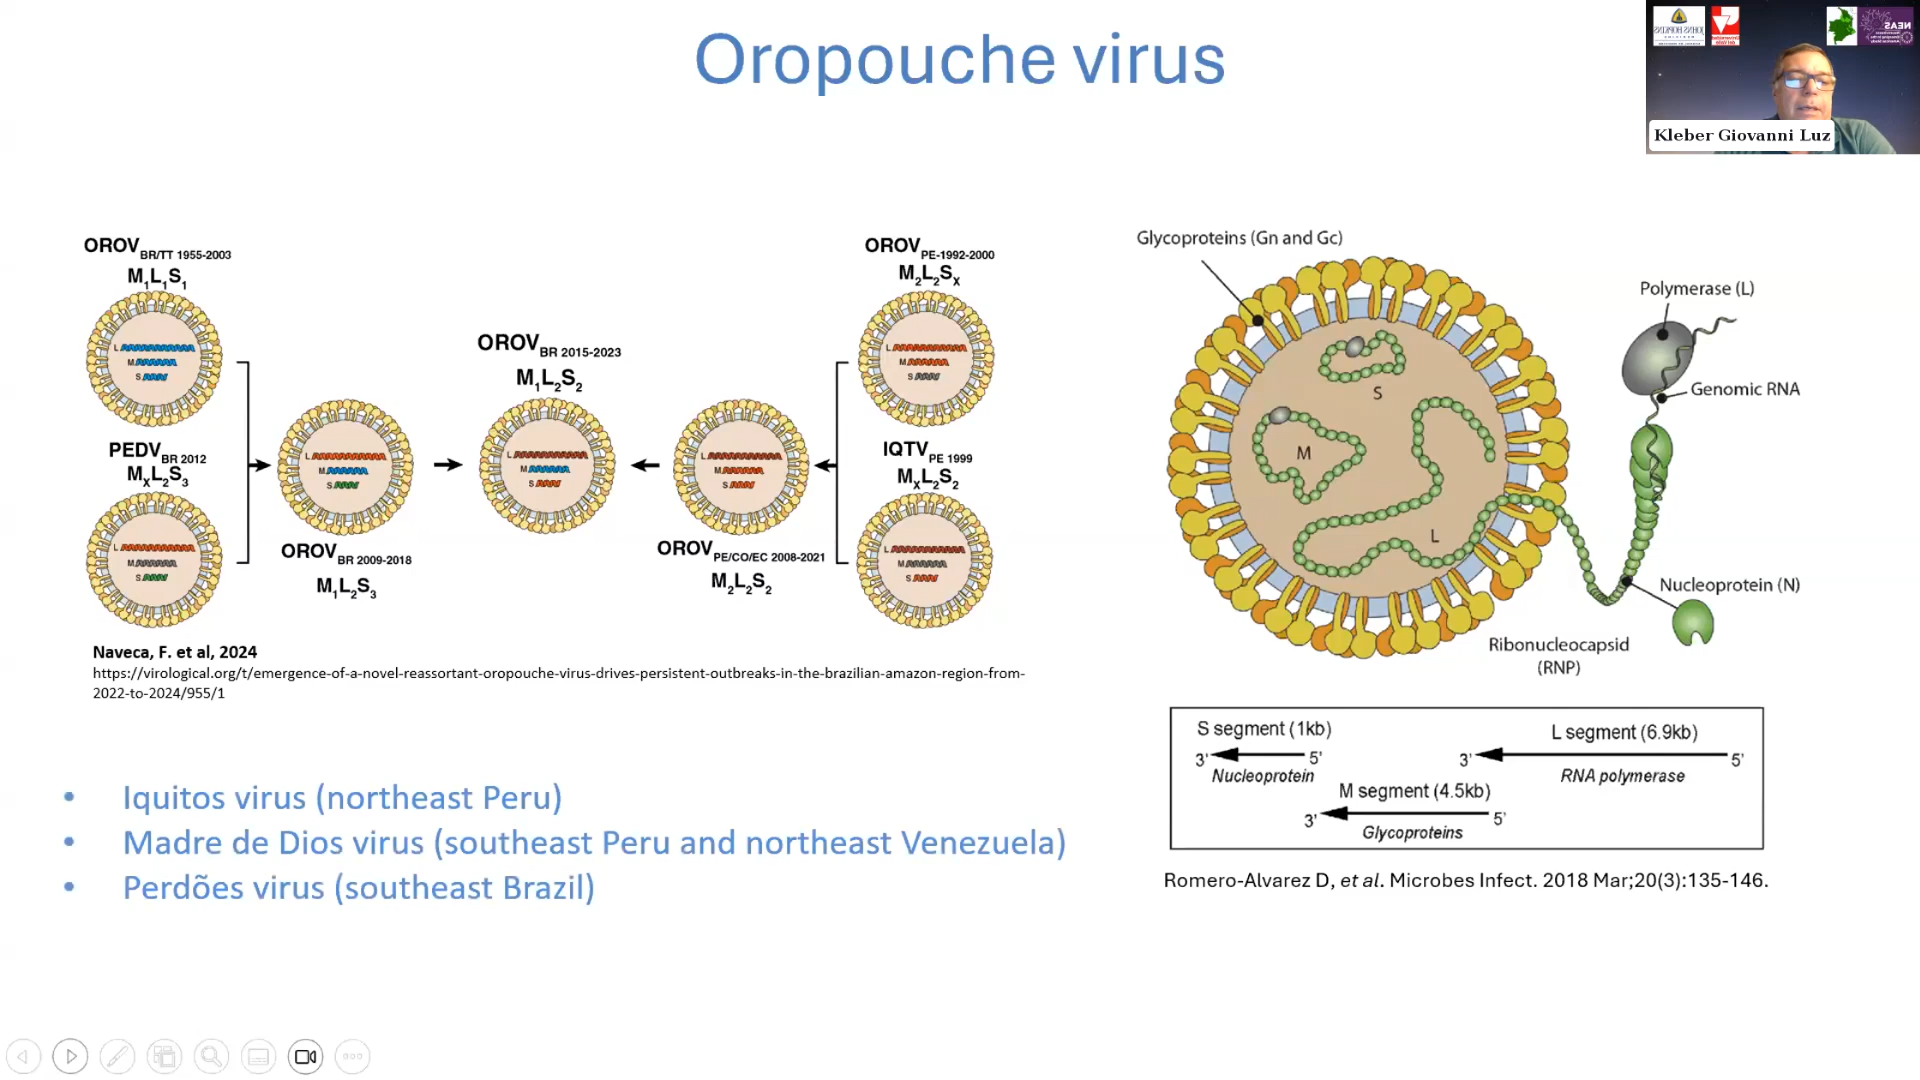 Oropouche virus
Kleber Giovanni Luz
OROV BR/TT 1955-2003
M1L1S1
L
M
S
PEDV BR 2012
MXL2S3
L
M
S
L
M
S
OROV BR 2009-2018
M1L2S3
OROV BR 2015-2023
M1L2S2
L
M
S
L
M
S
OROV PE/CO/EC 2008-2021
M2L2S2
OROV PE-1992-2000
M2L2Sx
L
M
S
IQTV PE 1999
MxL2S2
L
M
S
Naveca, F. et al, 2024
https://virological.org/t/emergence-of-a-novel-reassortant-oropouche-virus-drives-persistent-outbreaks-in-the-brazilian-amazon-region-from-
2022-to-2024/955/1
• Iquitos virus (northeast Peru)
• Madre de Dios virus (southeast Peru and northeast Venezuela)
• Perdões virus (southeast Brazil)
Glycoproteins (Gn and Gc)
Polymerase (L)
Genomic RNA
S
M
L
Nucleoprotein (N)
Ribonucleocapsid
(RNP)
S segment (1kb)
3' 5'
Nucleoprotein
L segment (6.9kb)
3' 5'
RNA polymerase
M segment (4.5kb)
3' 5'
Glycoproteins
Romero-Alvarez D, et al. Microbes Infect. 2018 Mar;20(3):135-146.